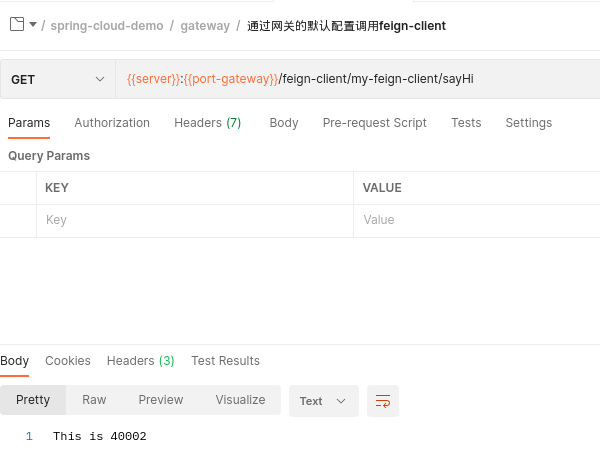 / spring-cloud-demo / gateway / 通过网关的默认配置调用feign-client
GET {{server}}:{{port-gateway}}/feign-client/my-feign-client/sayHi
Params Authorization Headers (7) Body Pre-request Script Tests Settings
Query Params
KEY VALUE
Key Value
Body Cookies Headers (3) Test Results
Pretty Raw Preview Visualize Text
1 This is 40002